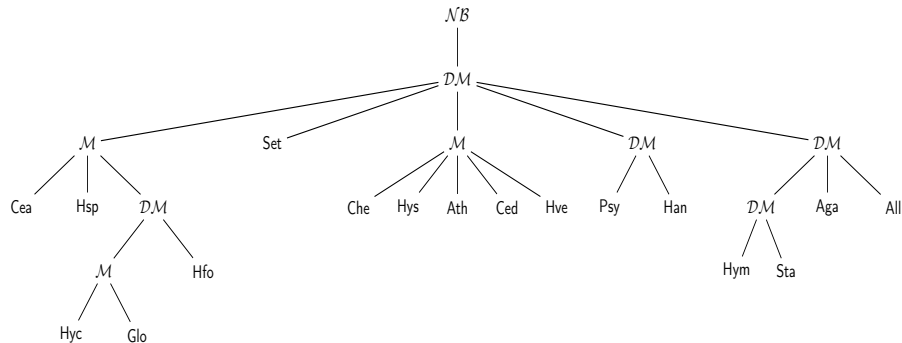 𝒩ℬ
𝒟ℳ
ℳ Set ℳ 𝒟ℳ 𝒟ℳ
Cea Hsp 𝒟ℳ Che Hys Ath Ced Hve Psy Han 𝒟ℳ Aga All
ℳ Hfo Hym Sta
Hyc Glo